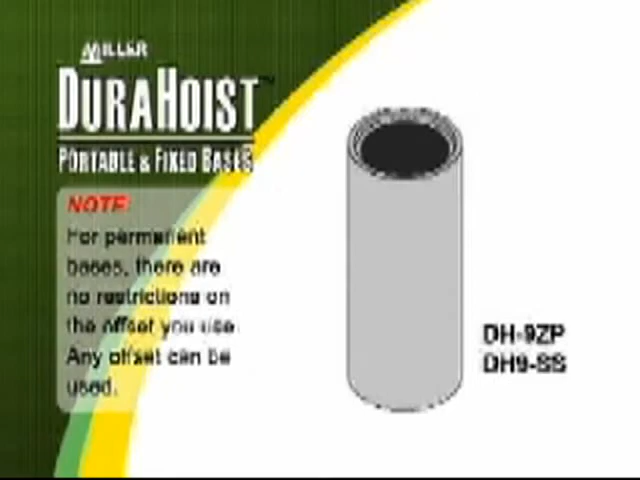 MILLER
DURAHOIST™
PORTABLE & FIXED BASES
NOTE:
For permanent
bases, there are
no restrictions on
the offset you use.
Any offset can be
used.
DH-9ZP
DH9-SS